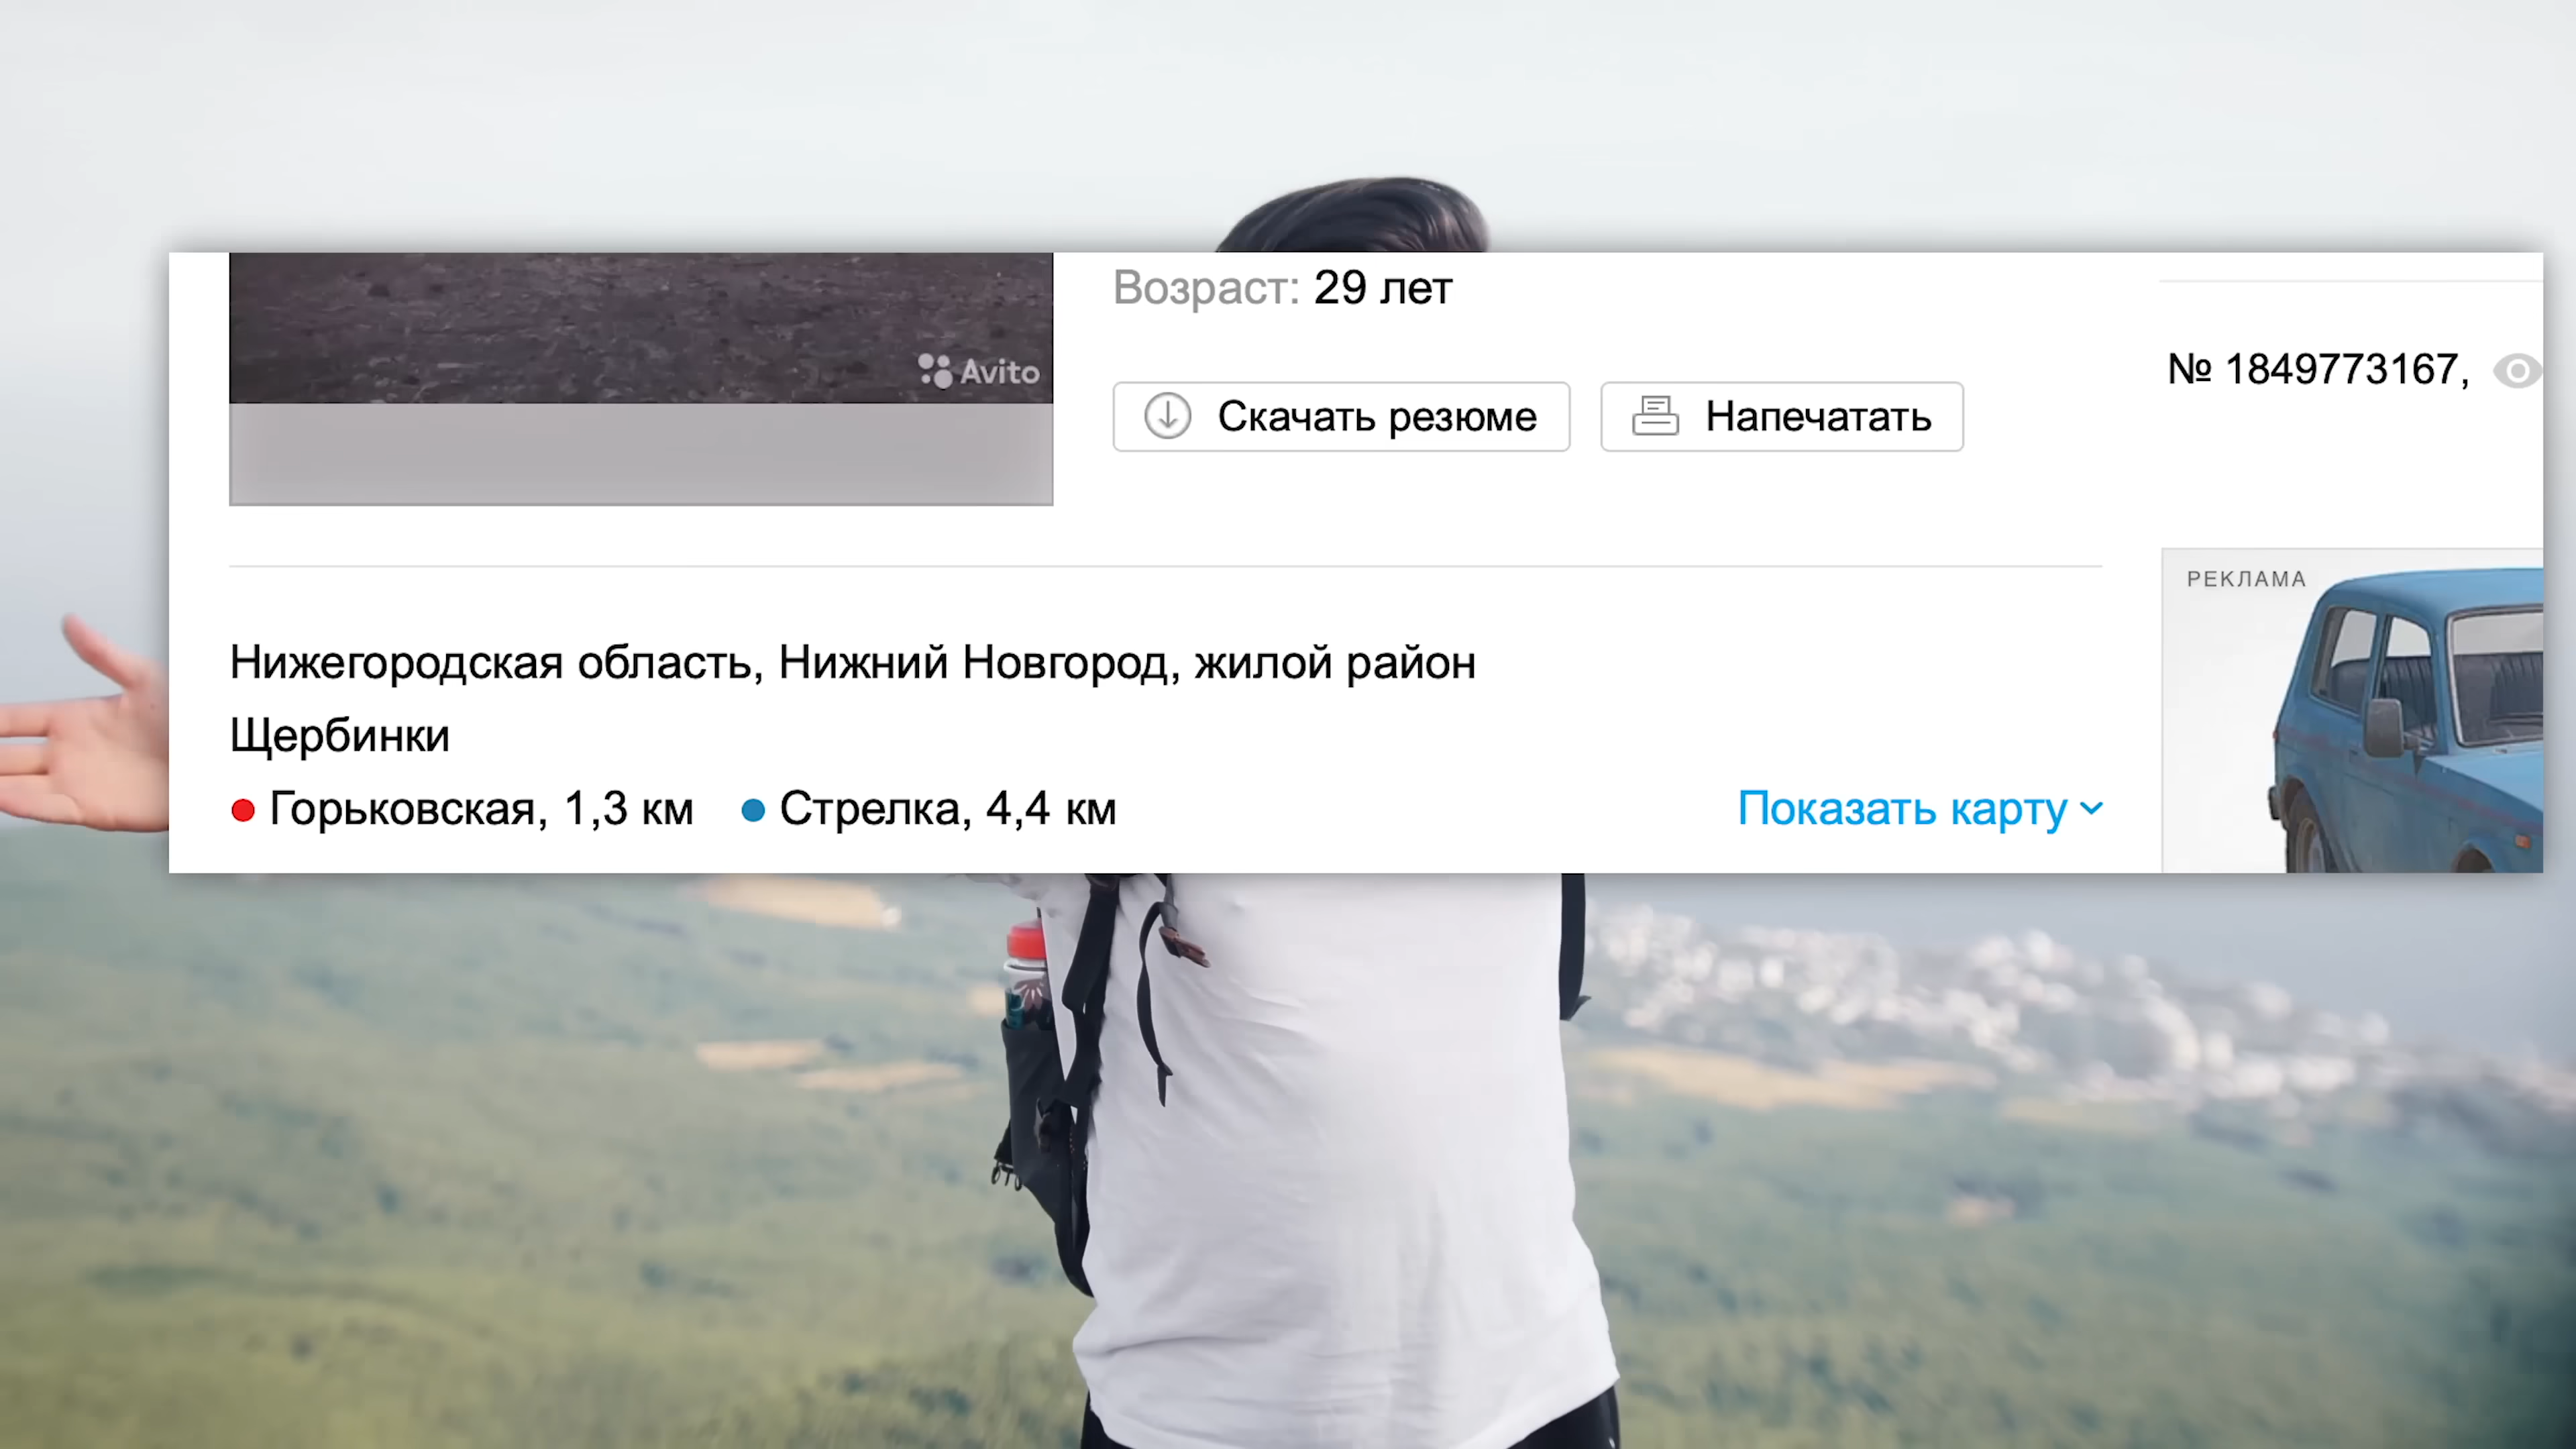 Возраст: 29 лет
№ 1849773167,
Avito
Скачать резюме
Напечатать
РЕКЛАМА
Нижегородская область, Нижний Новгород, жилой район
Щербинки
Горьковская, 1,3 км
Стрелка, 4,4 км
Показать карту